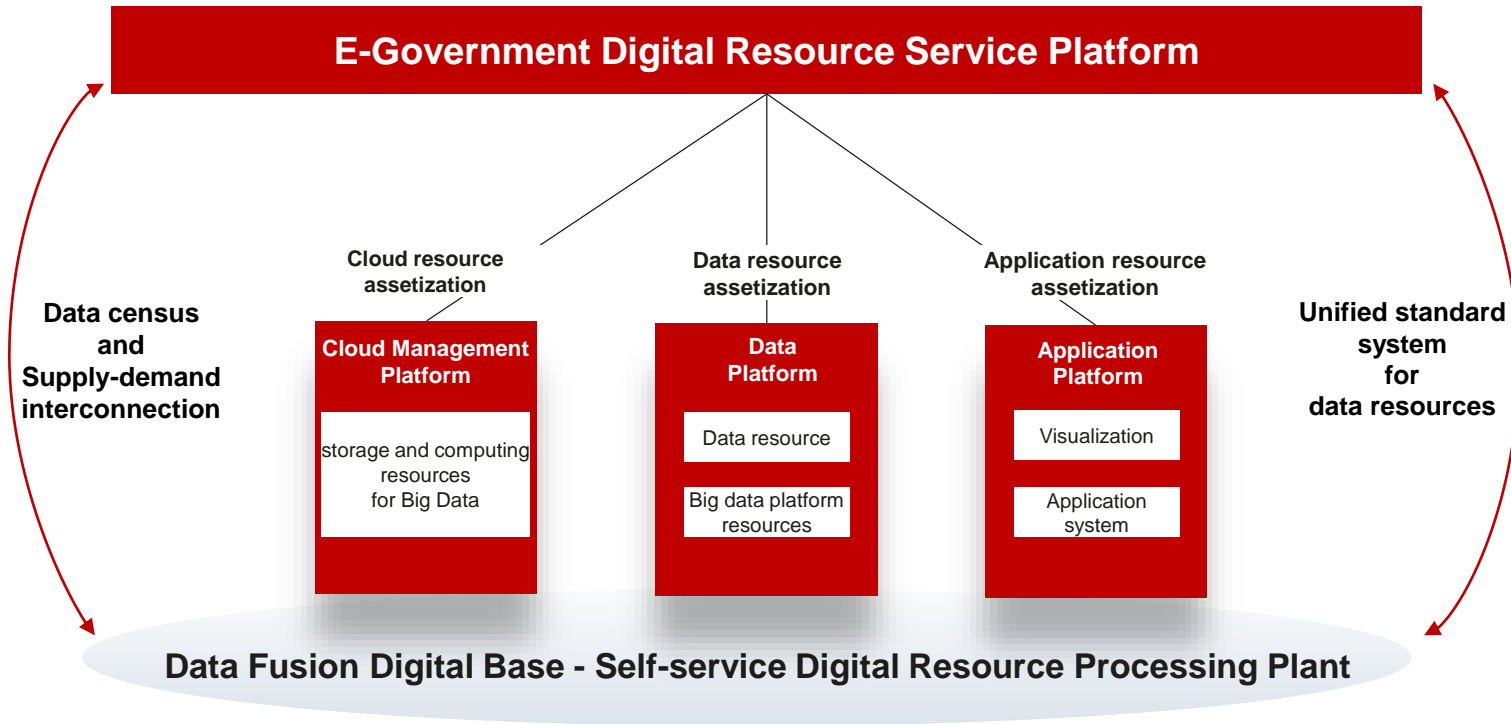 E-Government Digital Resource Service Platform
Cloud resource
assetization
Data resource
assetization
Application resource
assetization
Data census
and
Supply-demand
interconnection
Unified standard
system
for
data resources
Cloud Management
Platform
storage and computing
resources
for Big Data
Data
Platform
Data resource
Big data platform
resources
Application
Platform
Visualization
Application
system
Data Fusion Digital Base - Self-service Digital Resource Processing Plant